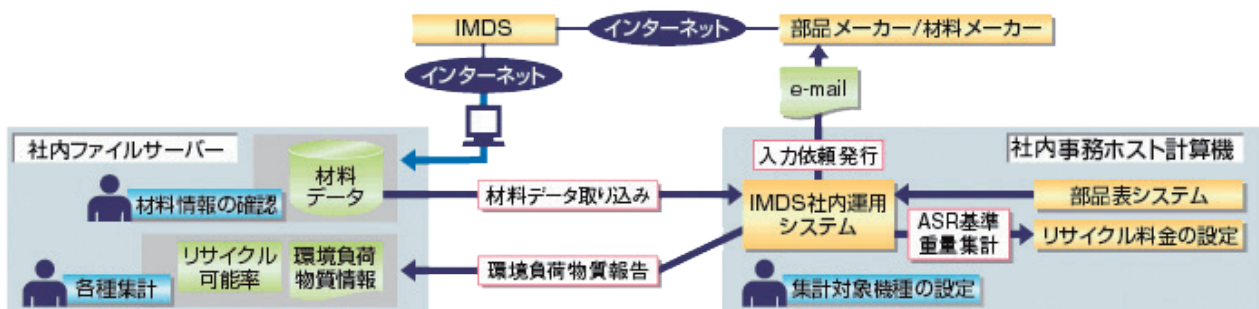 IMDS
インターネット
部品メーカー/材料メーカー
インターネット
e-mail
社内ファイルサーバー
材料
データ
材料情報の確認
材料データ取り込み
入力依頼発行
社内事務ホスト計算機
IMDS社内運用
システム
部品表システム
ASR基準
重量集計
リサイクル料金の設定
リサイクル
可能率
環境負荷
物質情報
各種集計
環境負荷物質報告
集計対象機種の設定